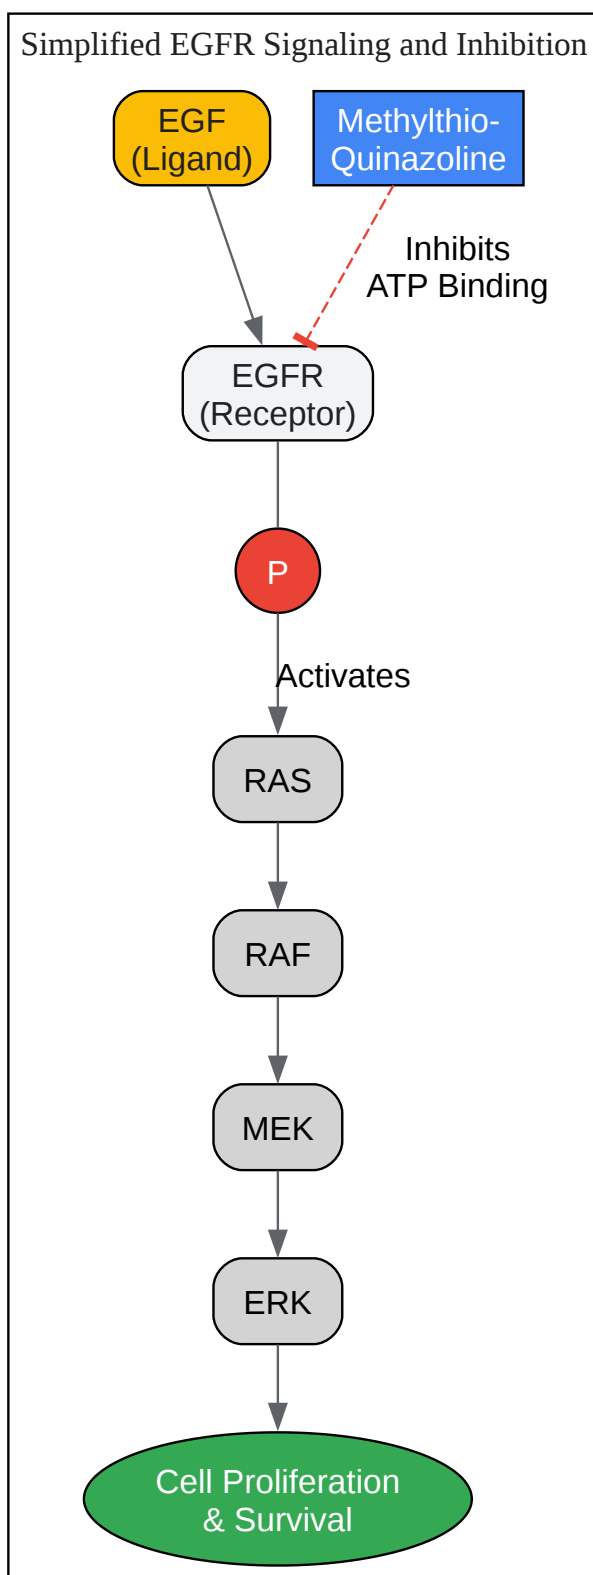 Simplified EGFR Signaling and Inhibition
EGF
(Ligand)
Methylthio-
Quinazoline
Inhibits
ATP Binding
EGFR
(Receptor)
P
Activates
RAS
RAF
MEK
ERK
Cell Proliferation
& Survival